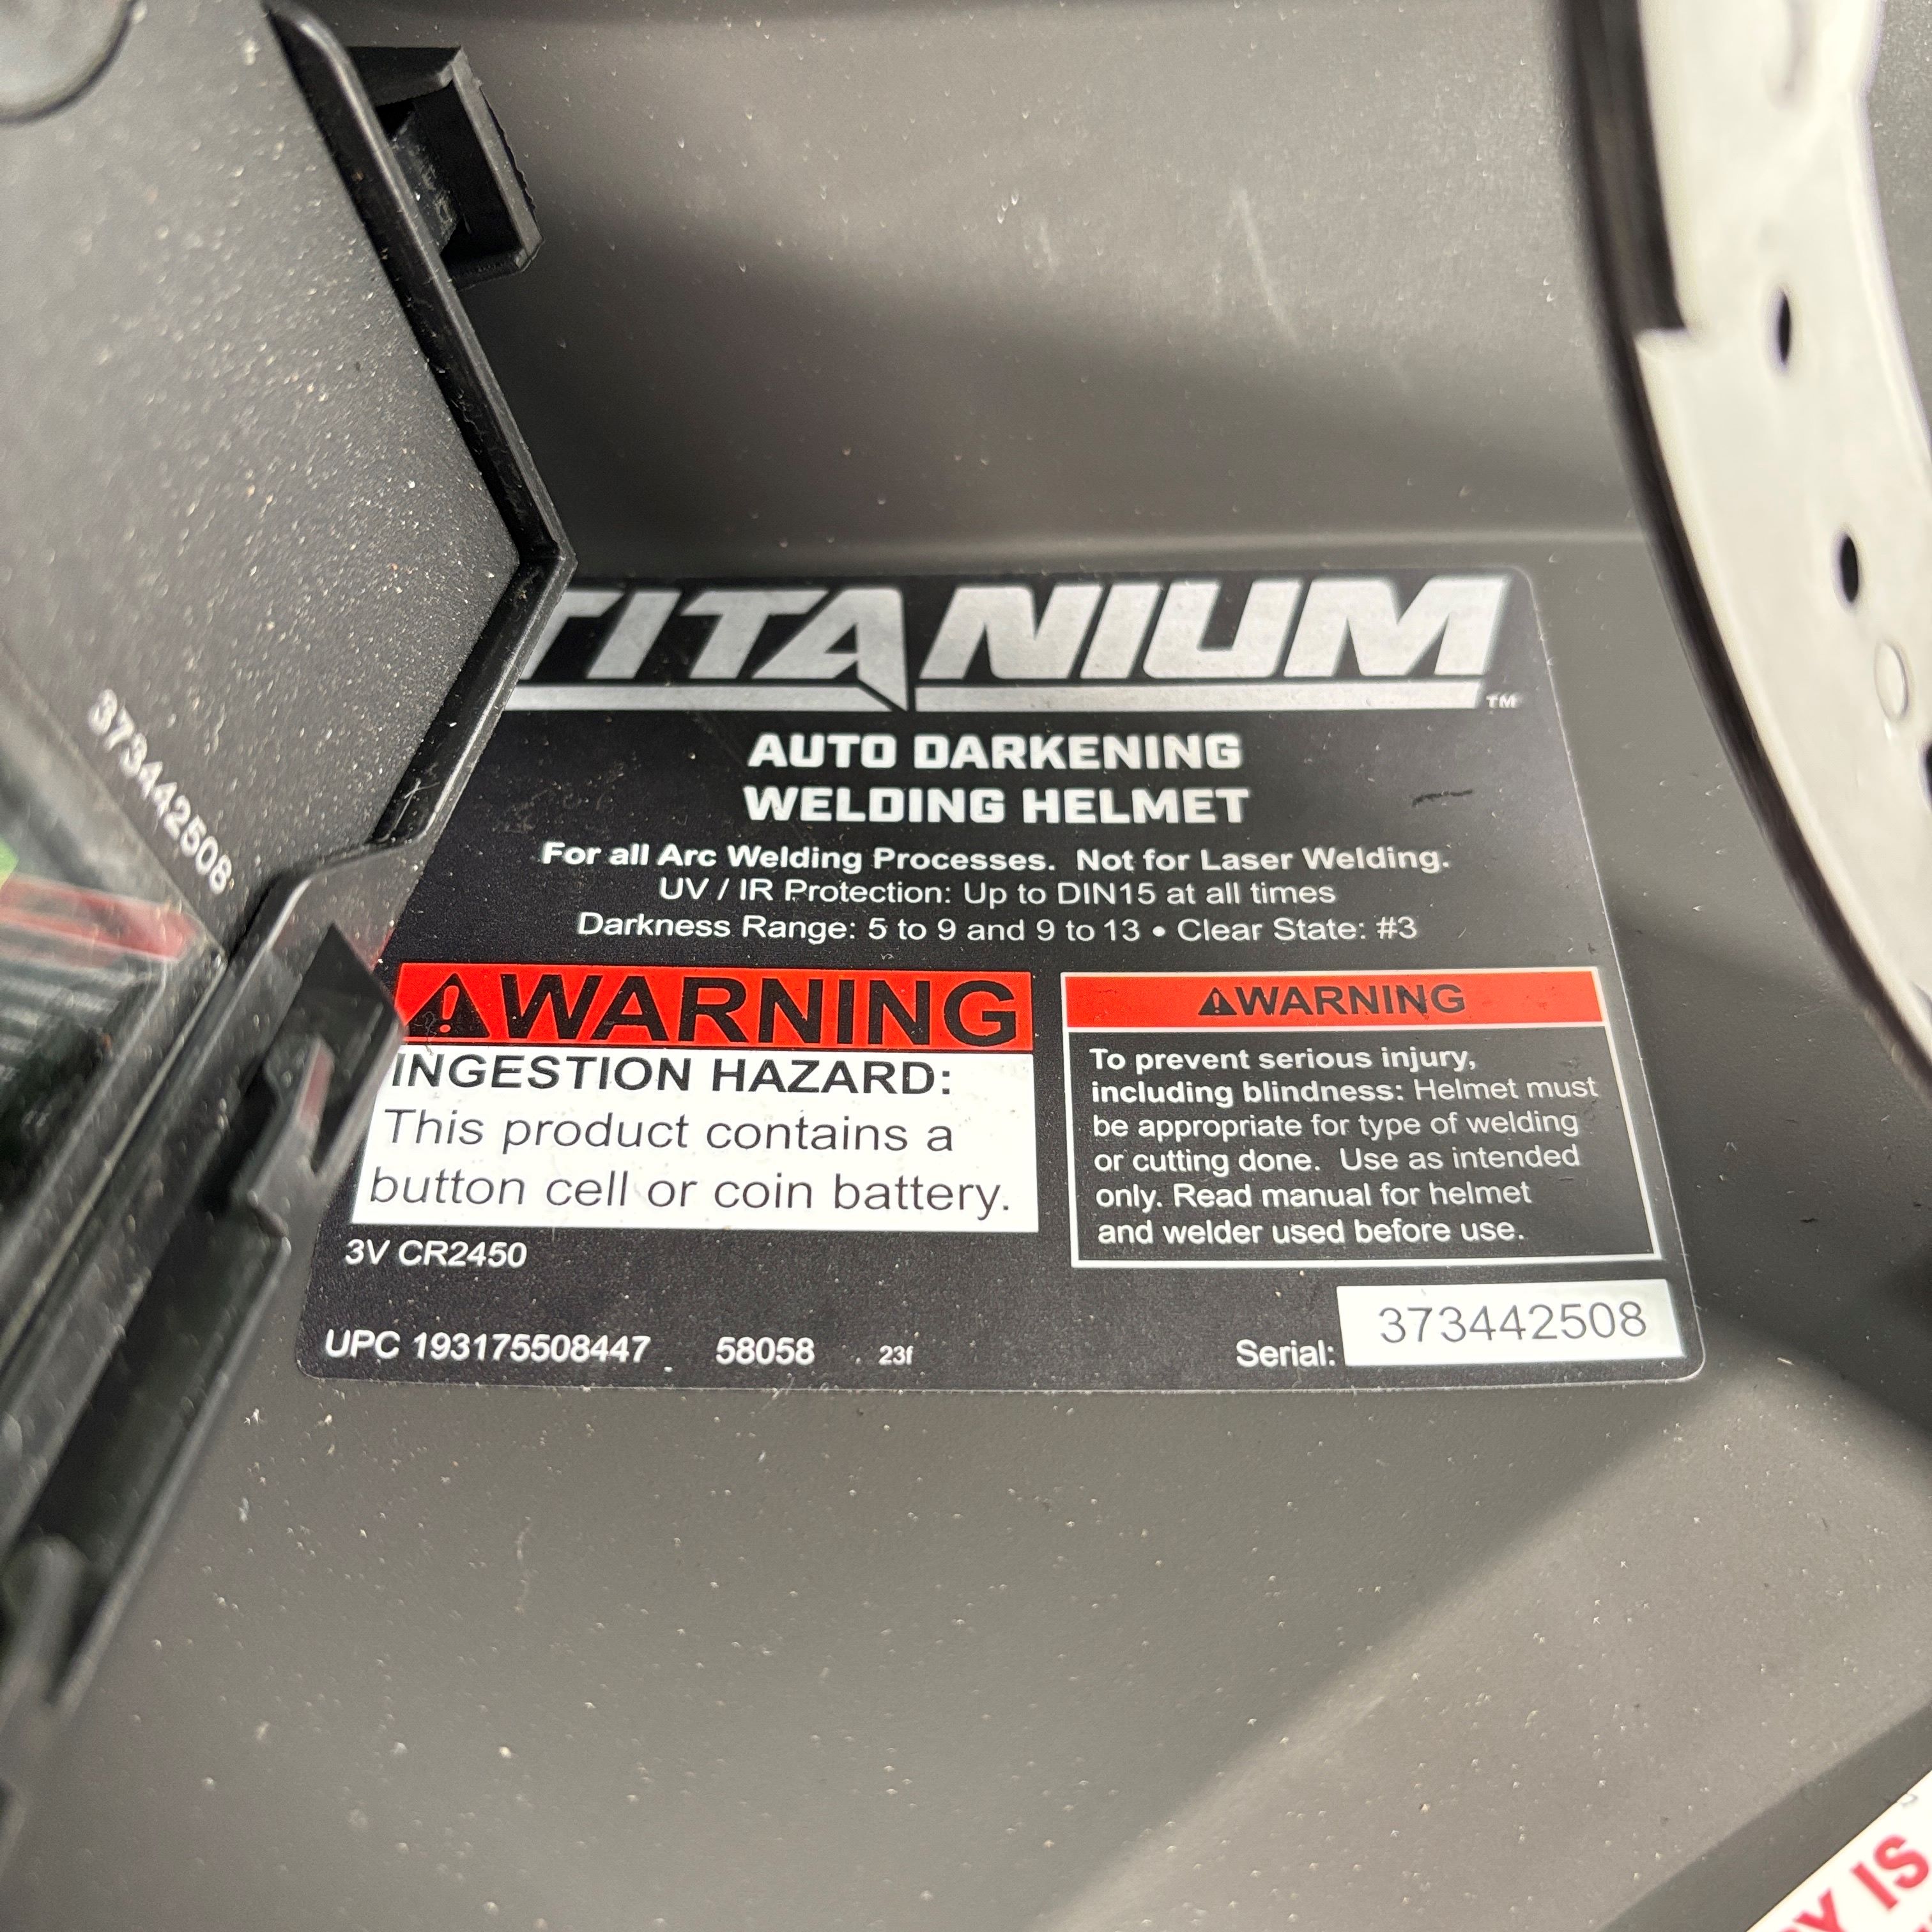 TITANIUM™
AUTO DARKENING
WELDING HELMET
For all Arc Welding Processes. Not for Laser Welding.
UV / IR Protection: Up to DIN15 at all times
Darkness Range: 5 to 9 and 9 to 13 • Clear State: #3
⚠WARNING
INGESTION HAZARD:
This product contains a
button cell or coin battery.
3V CR2450
⚠WARNING
To prevent serious injury,
including blindness: Helmet must
be appropriate for type of welding
or cutting done. Use as intended
only. Read manual for helmet
and welder used before use.
UPC 193175508447 58058 23f
Serial: 373442508
373442508
IS